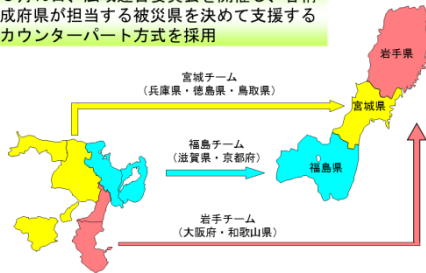 成府県が担当する被災県を決めて支援する
カウンターパート方式を採用
岩手県
宮城チーム
(兵庫県・徳島県・鳥取県)
宮城県
福島チーム
(滋賀県・京都府)
福島県
岩手チーム
(大阪府・和歌山県)